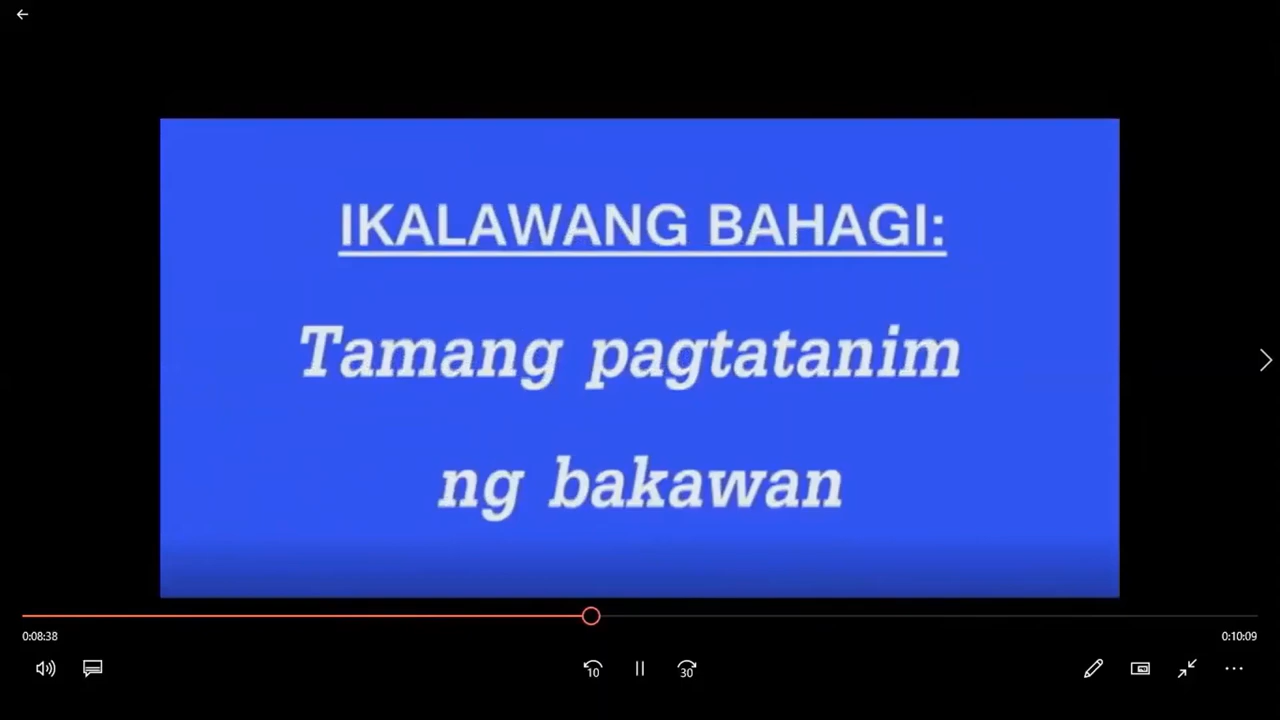 IKALAWANG BAHAGI:
Tamang pagtatanim
ng bakawan
0:08:38
0:10:09
10
30